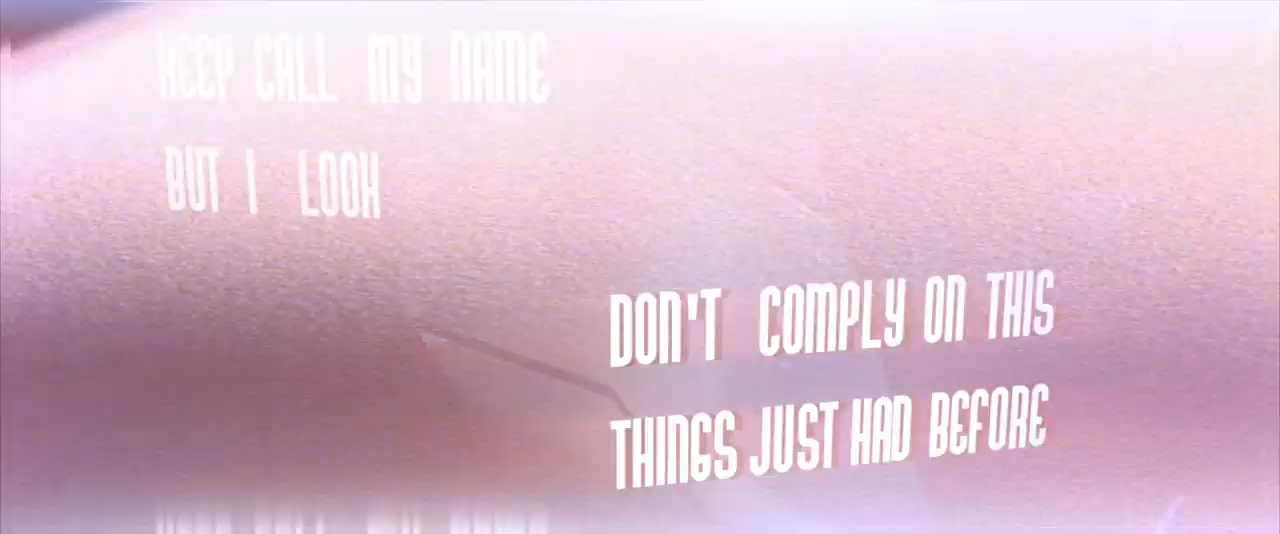 KEEP CALL MY NAME
BUT I LOOK
DON'T COMPLY ON THIS
THINGS JUST HAD BEFORE